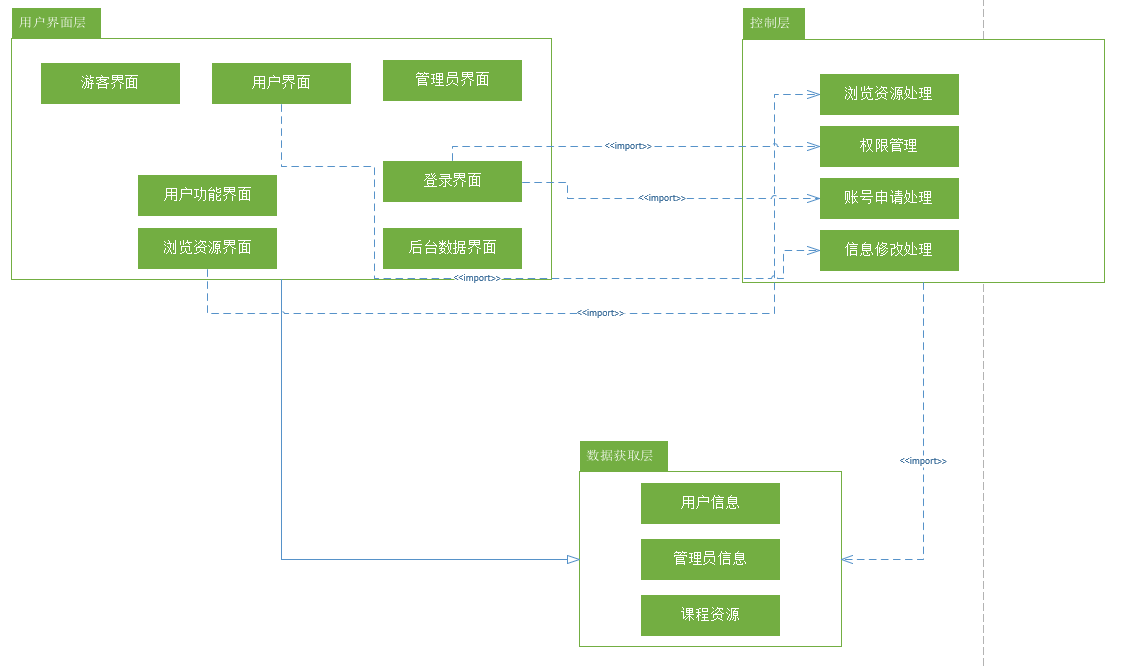 用户界面层
游客界面
用户界面
管理员界面
登录界面
用户功能界面
浏览资源界面
后台数据界面
控制层
浏览资源处理
权限管理
账号申请处理
信息修改处理
<<import>>
<<import>>
<<import>>
<<import>>
<<import>>
数据获取层
用户信息
管理员信息
课程资源